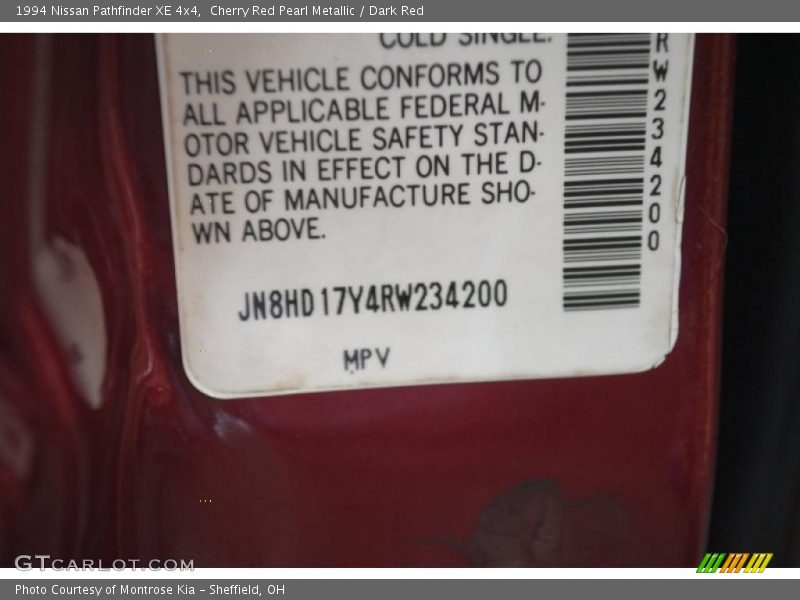 1994 Nissan Pathfinder XE 4x4,  Cherry Red Pearl Metallic / Dark Red
COLD SINGLE.
THIS VEHICLE CONFORMS TO
ALL APPLICABLE FEDERAL M-
OTOR VEHICLE SAFETY STAN-
DARDS IN EFFECT ON THE D-
ATE OF MANUFACTURE SHO-
WN ABOVE.
JN8HD17Y4RW234200
MPV
RW234200
GTCARLOT.COM
Photo Courtesy of Montrose Kia – Sheffield, OH